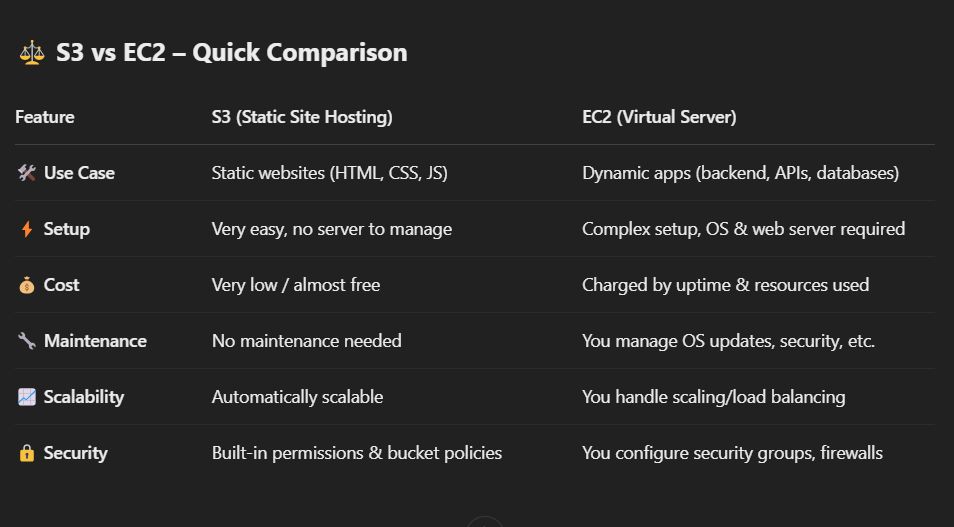 ⚖️ S3 vs EC2 – Quick Comparison
Feature S3 (Static Site Hosting) EC2 (Virtual Server)
🛠️ Use Case Static websites (HTML, CSS, JS) Dynamic apps (backend, APIs, databases)
⚡ Setup Very easy, no server to manage Complex setup, OS & web server required
💰 Cost Very low / almost free Charged by uptime & resources used
🔧 Maintenance No maintenance needed You manage OS updates, security, etc.
📈 Scalability Automatically scalable You handle scaling/load balancing
🔒 Security Built-in permissions & bucket policies You configure security groups, firewalls